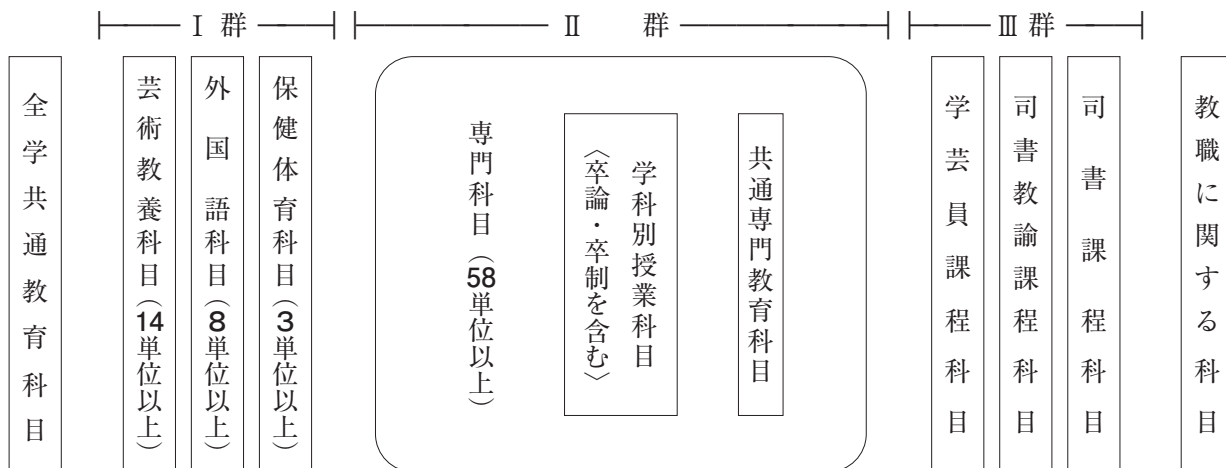 Ⅰ 群
Ⅱ 群
Ⅲ 群
全学共通教育科目
芸術教養科目（14単位以上）
外国語科目（8単位以上）
保健体育科目（3単位以上）
専門科目（58単位以上）
学科別授業科目
〈卒論・卒制を含む〉
共通専門教育科目
学芸員課程科目
司書教諭課程科目
司書課程科目
教職に関する科目